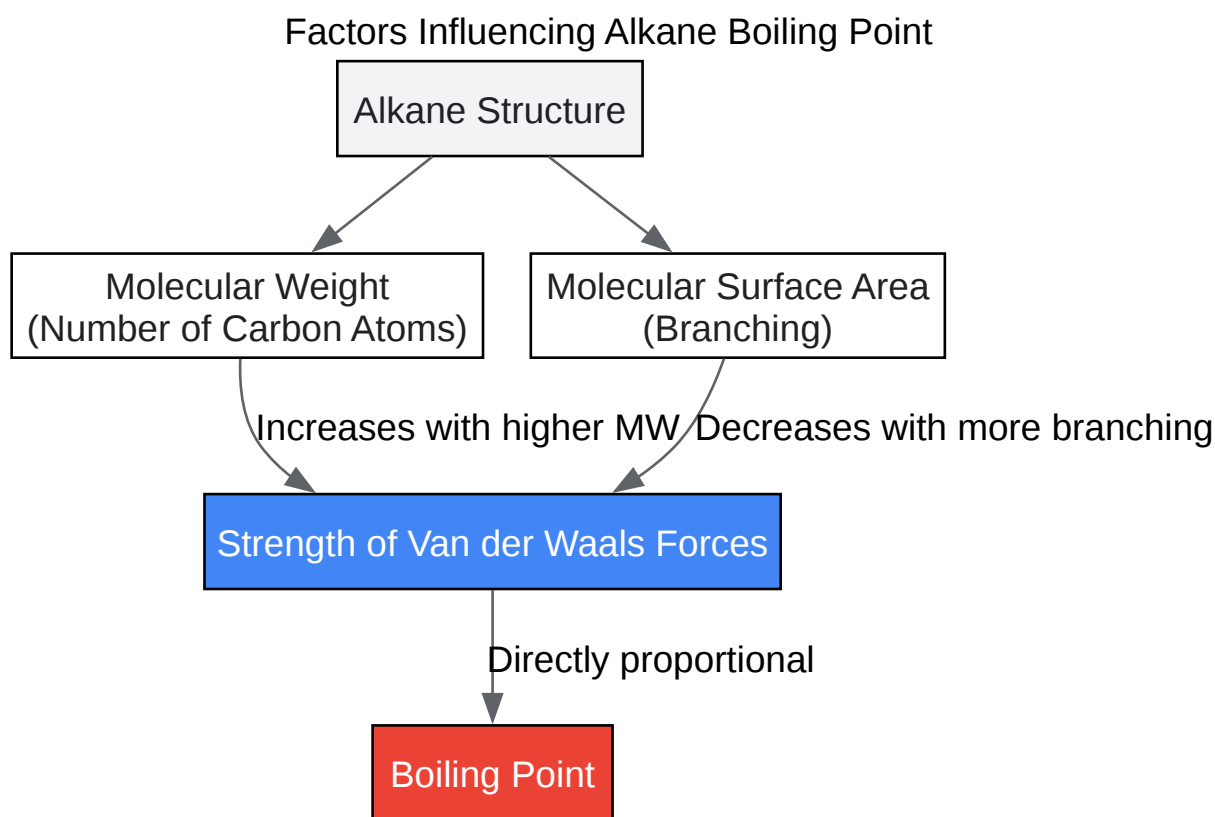 Factors Influencing Alkane Boiling Point
Alkane Structure
Molecular Weight
(Number of Carbon Atoms)
Molecular Surface Area
(Branching)
Increases with higher MW
Decreases with more branching
Strength of Van der Waals Forces
Directly proportional
Boiling Point